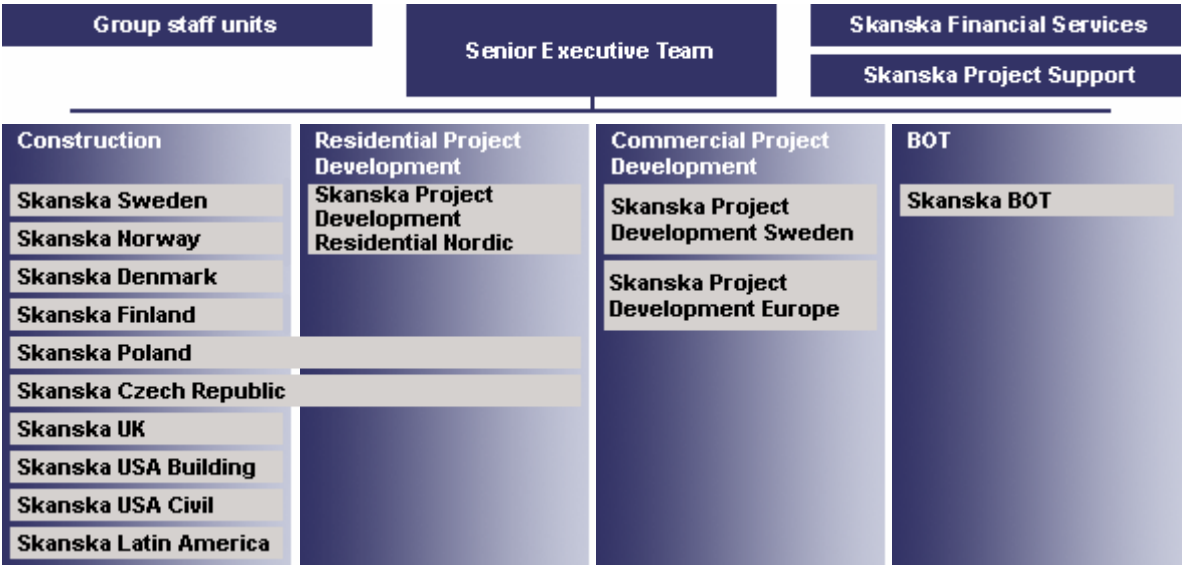 Group staff units
Senior Executive Team
Skanska Financial Services
Skanska Project Support
Construction
Skanska Sweden
Skanska Norway
Skanska Denmark
Skanska Finland
Skanska Poland
Skanska Czech Republic
Skanska UK
Skanska USA Building
Skanska USA Civil
Skanska Latin America
Residential Project
Development
Skanska Project
Development
Residential Nordic
Commercial Project
Development
Skanska Project
Development Sweden
Skanska Project
Development Europe
BOT
Skanska BOT